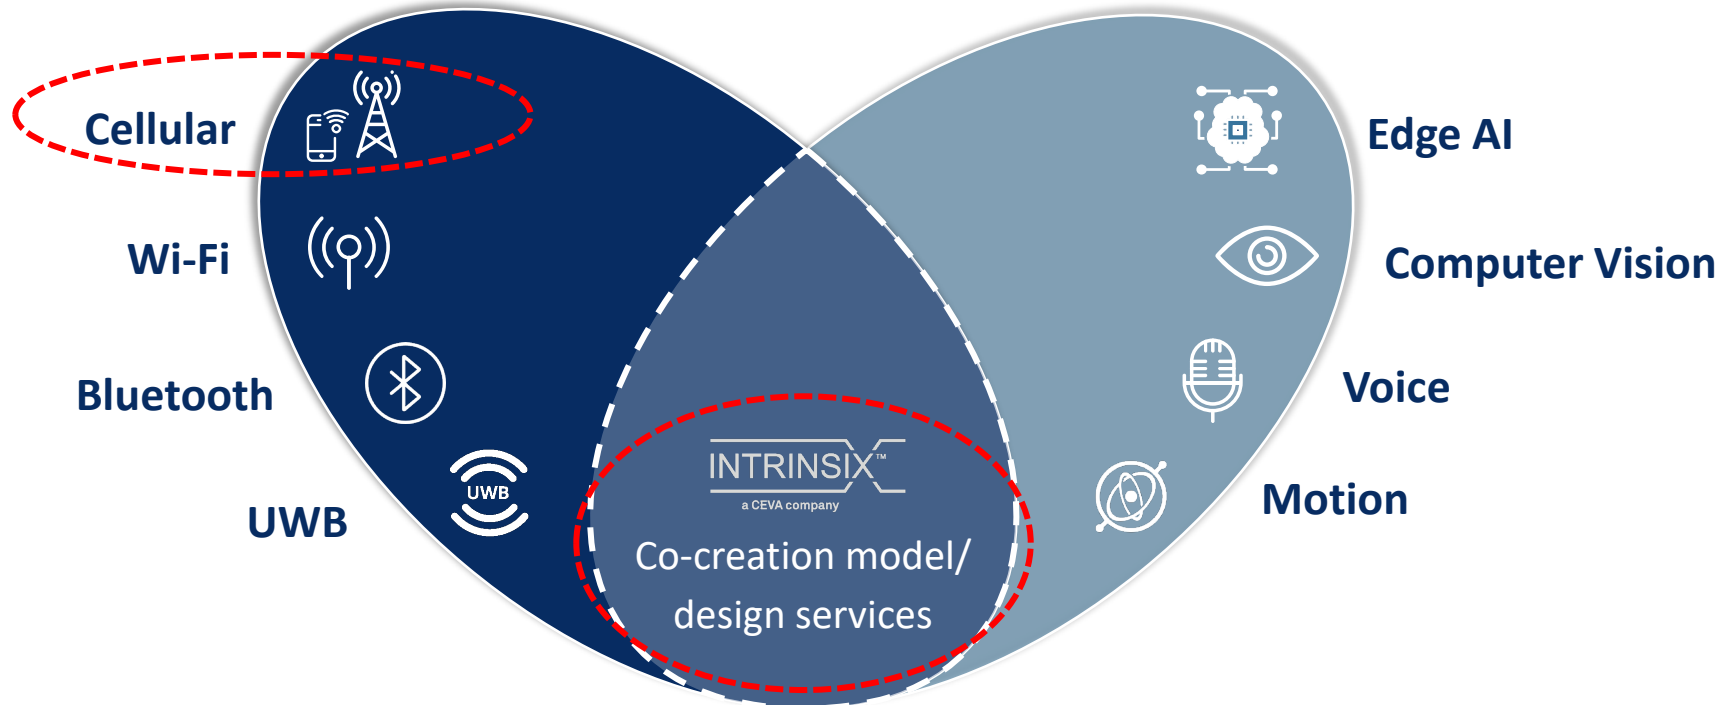 Cellular
Wi-Fi
Bluetooth
UWB
UWB
INTRINSIX™
a CEVA company
Co-creation model/
design services
Edge AI
Computer Vision
Voice
Motion